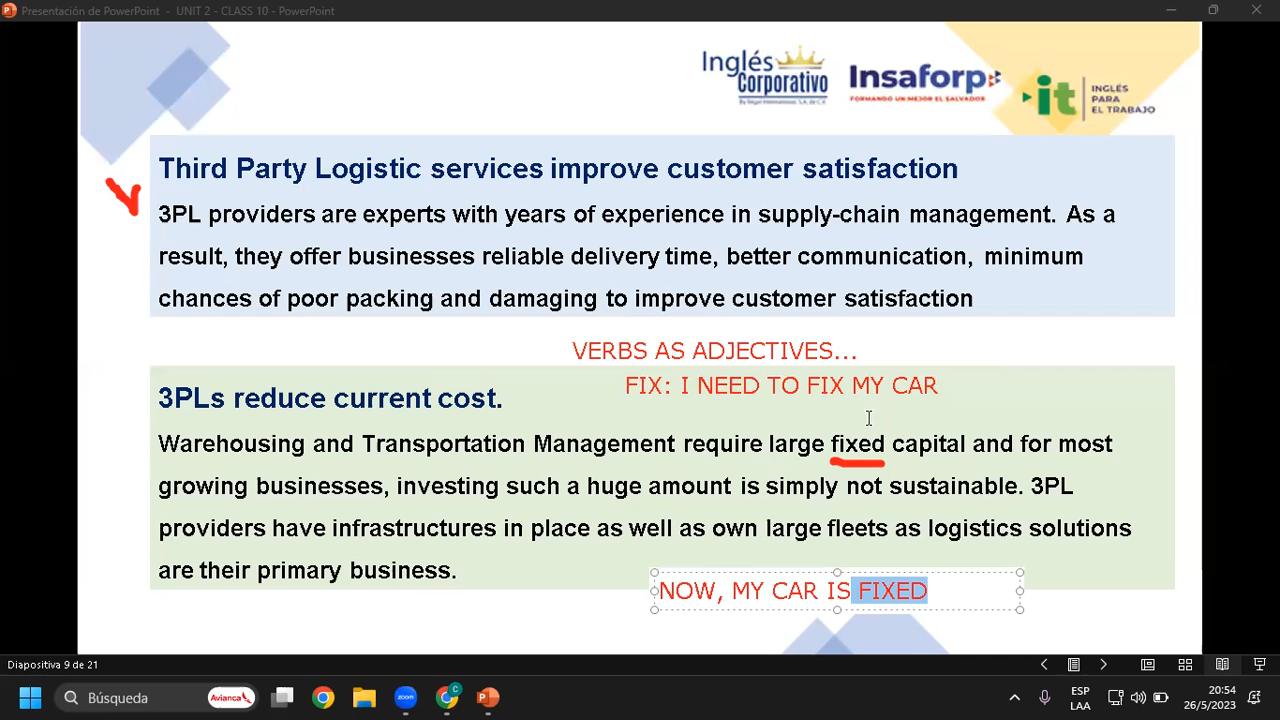 Presentación de PowerPoint - UNIT 2 - CLASS 10 - PowerPoint
Inglés
Corporativo
Insaforp
FORMANDO UN MEJOR EL SALVADOR
it
INGLÉS
PARA
EL TRABAJO
Third Party Logistic services improve customer satisfaction
3PL providers are experts with years of experience in supply-chain management. As a
result, they offer businesses reliable delivery time, better communication, minimum
chances of poor packing and damaging to improve customer satisfaction
VERBS AS ADJECTIVES...
FIX: I NEED TO FIX MY CAR
3PLs reduce current cost.
Warehousing and Transportation Management require large fixed capital and for most
growing businesses, investing such a huge amount is simply not sustainable. 3PL
providers have infrastructures in place as well as own large fleets as logistics solutions
are their primary business.
NOW, MY CAR IS FIXED
Diapositiva 9 de 21
Búsqueda
Avianca
ESP
LAA
20:54
26/5/2023